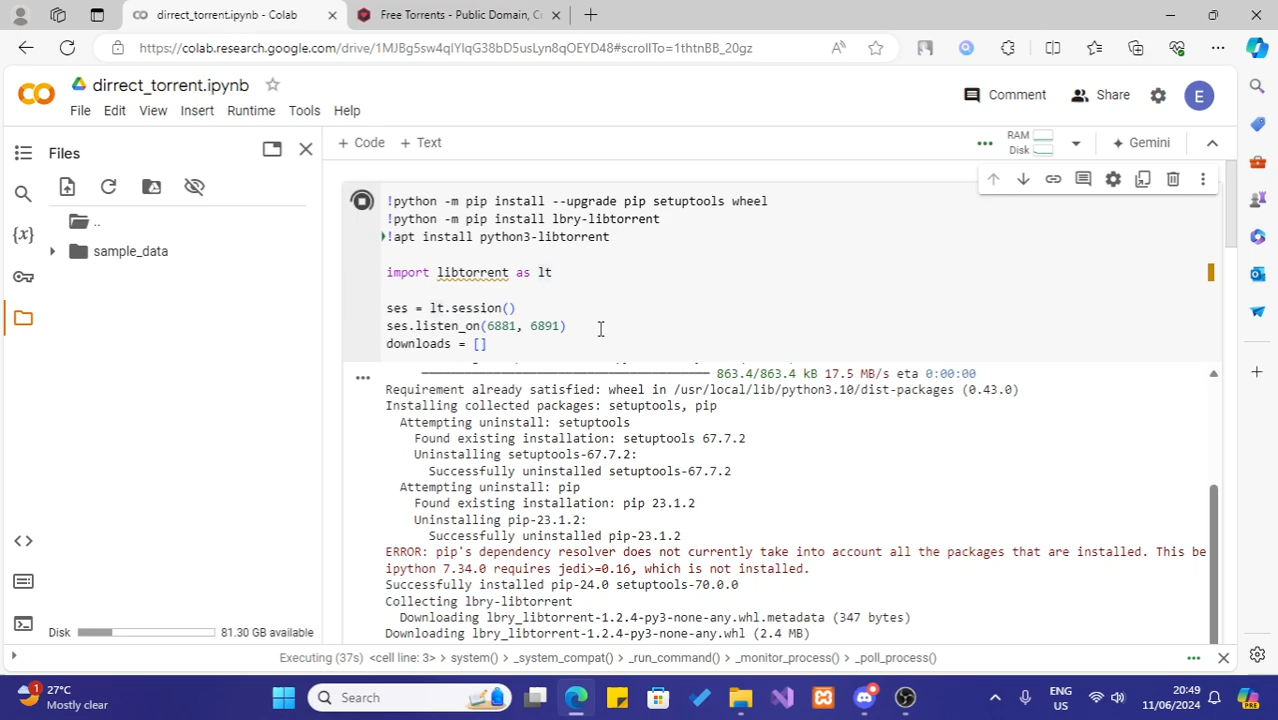 dirrect_torrent.ipynb - Colab
Free Torrents - Public Domain, Cr
https://colab.research.google.com/drive/1MJBg5sw4qlYlqG38bD5usLyn8qOEYD48#scrollTo=1thtnBB_20gz
dirrect_torrent.ipynb
Comment
Share
E
File Edit View Insert Runtime Tools Help
Files
+ Code + Text
RAM
Disk
Gemini
..
sample_data
!python -m pip install --upgrade pip setuptools wheel
!python -m pip install lbry-libtorrent
!apt install python3-libtorrent
import libtorrent as lt
ses = lt.session()
ses.listen_on(6881, 6891)
downloads = []
863.4/863.4 kB 17.5 MB/s eta 0:00:00
Requirement already satisfied: wheel in /usr/local/lib/python3.10/dist-packages (0.43.0)
Installing collected packages: setuptools, pip
Attempting uninstall: setuptools
Found existing installation: setuptools 67.7.2
Uninstalling setuptools-67.7.2:
Successfully uninstalled setuptools-67.7.2
Attempting uninstall: pip
Found existing installation: pip 23.1.2
Uninstalling pip-23.1.2:
Successfully uninstalled pip-23.1.2
ERROR: pip's dependency resolver does not currently take into account all the packages that are installed. This be
ipython 7.34.0 requires jedi>=0.16, which is not installed.
Successfully installed pip-24.0 setuptools-70.0.0
Collecting lbry-libtorrent
Downloading lbry_libtorrent-1.2.4-py3-none-any.whl.metadata (347 bytes)
Downloading lbry_libtorrent-1.2.4-py3-none-any.whl (2.4 MB)
Disk 81.30 GB available
Executing (37s) <cell line: 3> system() _system_compat() _run_command() _monitor_process() _poll_process()
1
27°C
Mostly clear
Search
ENG
US
20:49
11/06/2024